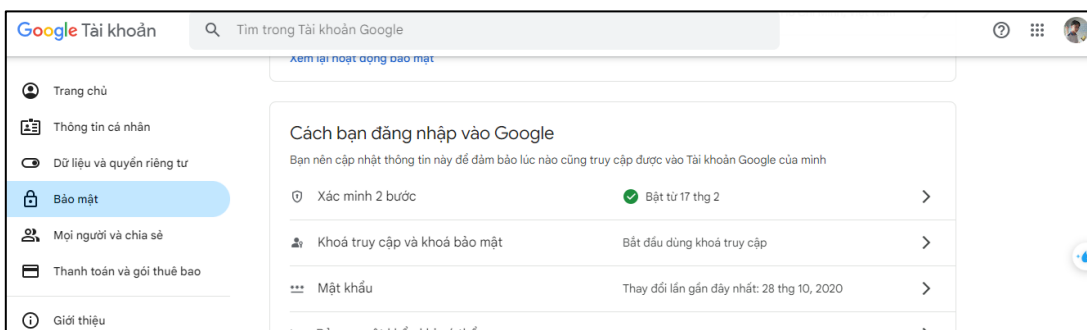 Google Tài khoản
Tìm trong Tài khoản Google
Xem lại hoạt động bảo mật
Trang chủ
Thông tin cá nhân
Dữ liệu và quyền riêng tư
Bảo mật
Mọi người và chia sẻ
Thanh toán và gói thuê bao
Giới thiệu
Cách bạn đăng nhập vào Google
Bạn nên cập nhật thông tin này để đảm bảo lúc nào cũng truy cập được vào Tài khoản Google của mình
Xác minh 2 bước
Bật từ 17 thg 2
Khoá truy cập và khoá bảo mật
Bắt đầu dùng khoá truy cập
Mật khẩu
Thay đổi lần gần đây nhất: 28 thg 10, 2020